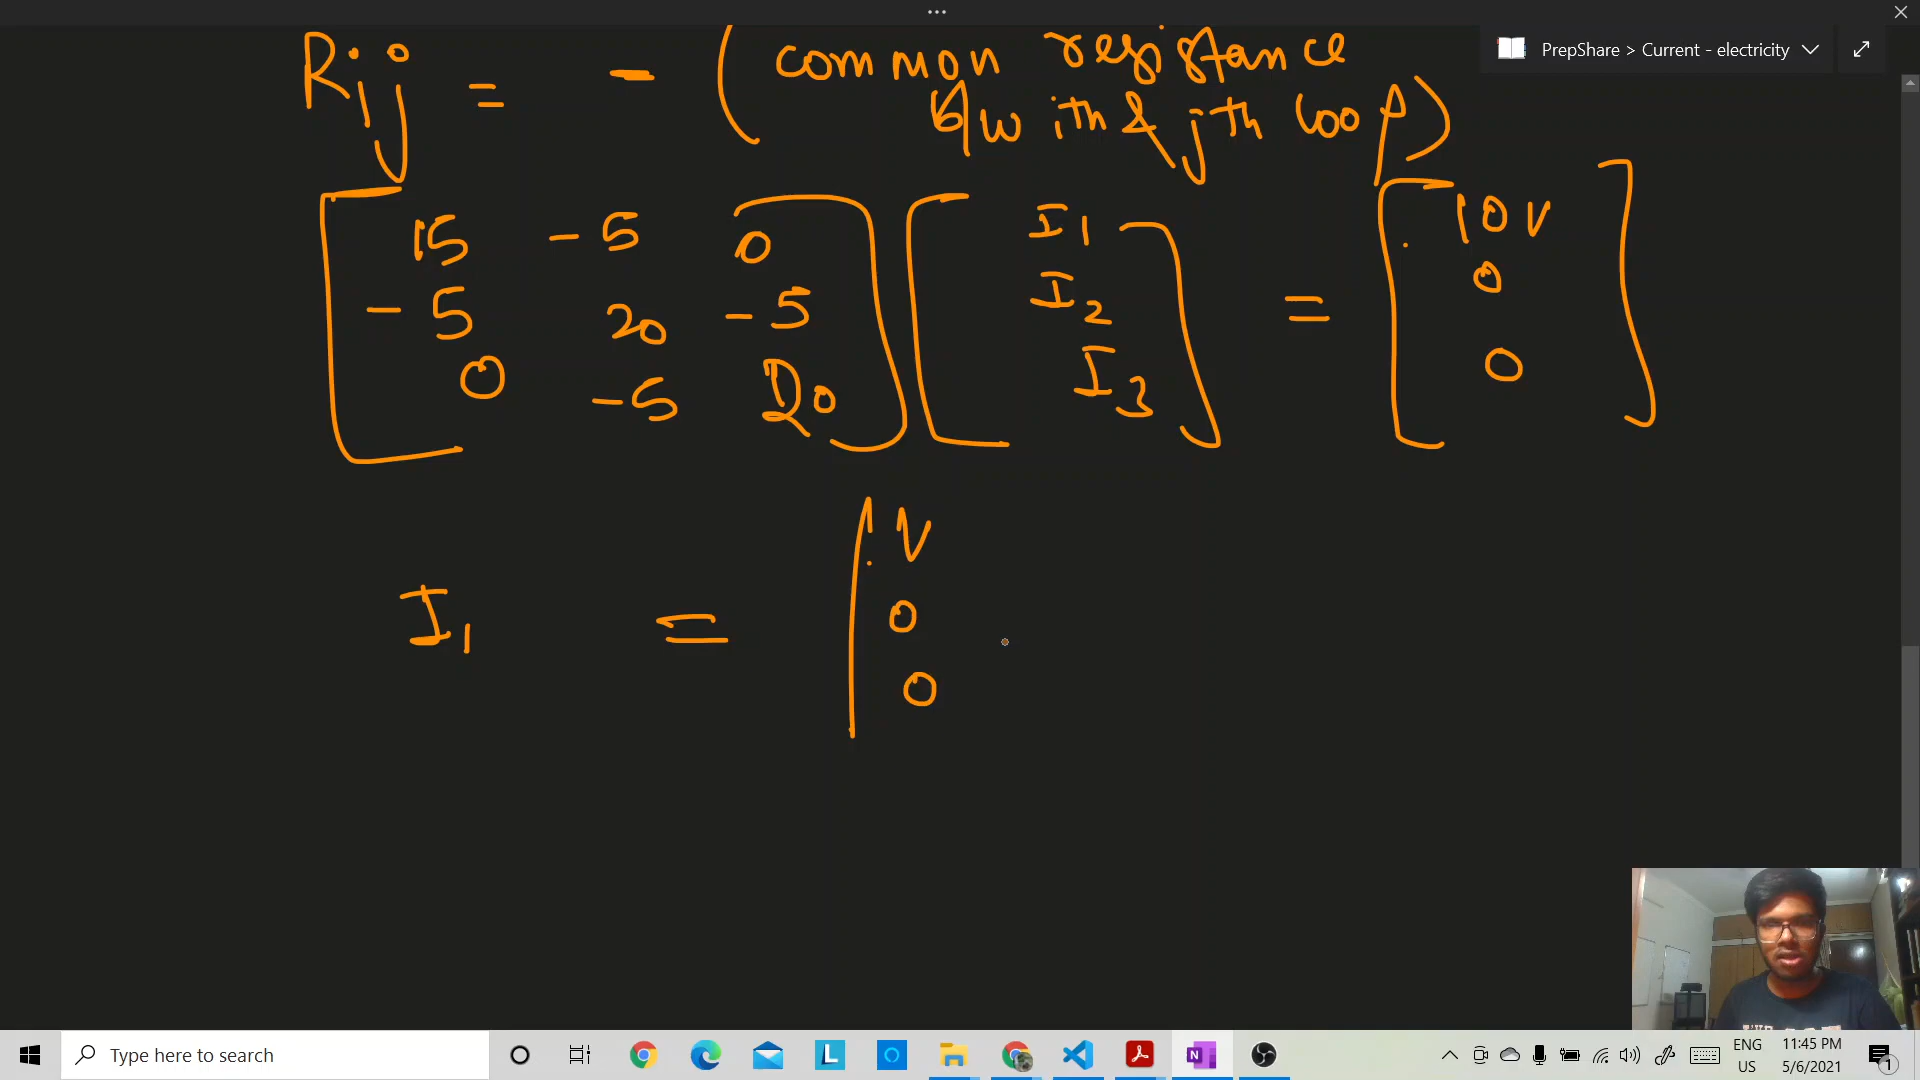 PrepShare > Current - electricity
Rij = - ( common resistance
b/w ith & jth loop )
15 -5 0 I1 10V
-5 20 -5 I2 = 0
0 -5 20 I3 0
V
I1 = 0
0
Type here to search
ENG
US
11:45 PM
5/6/2021
1